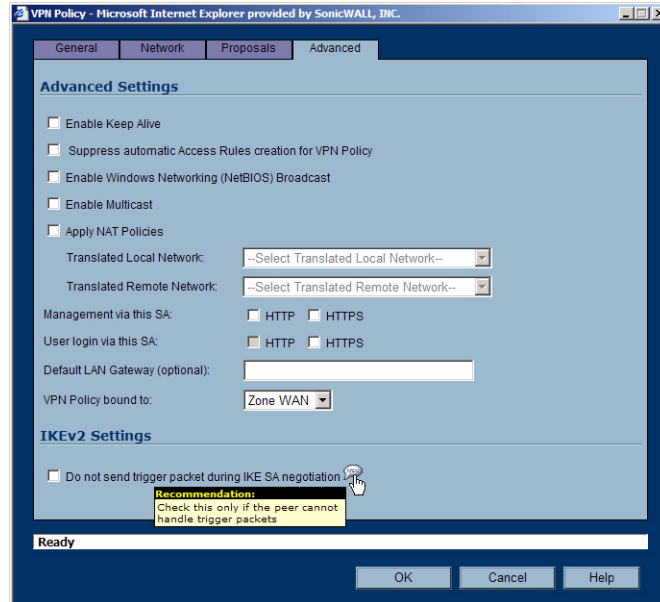 VPN Policy - Microsoft Internet Explorer provided by SonicWALL, INC.
General Network Proposals Advanced
Advanced Settings
Enable Keep Alive
Suppress automatic Access Rules creation for VPN Policy
Enable Windows Networking (NetBIOS) Broadcast
Enable Multicast
Apply NAT Policies
Translated Local Network: --Select Translated Local Network--
Translated Remote Network: --Select Translated Remote Network--
Management via this SA: HTTP HTTPS
User login via this SA: HTTP HTTPS
Default LAN Gateway (optional):
VPN Policy bound to: Zone WAN
IKEv2 Settings
Do not send trigger packet during IKE SA negotiation
Recommendation:
Check this only if the peer cannot
handle trigger packets
Ready
OK Cancel Help